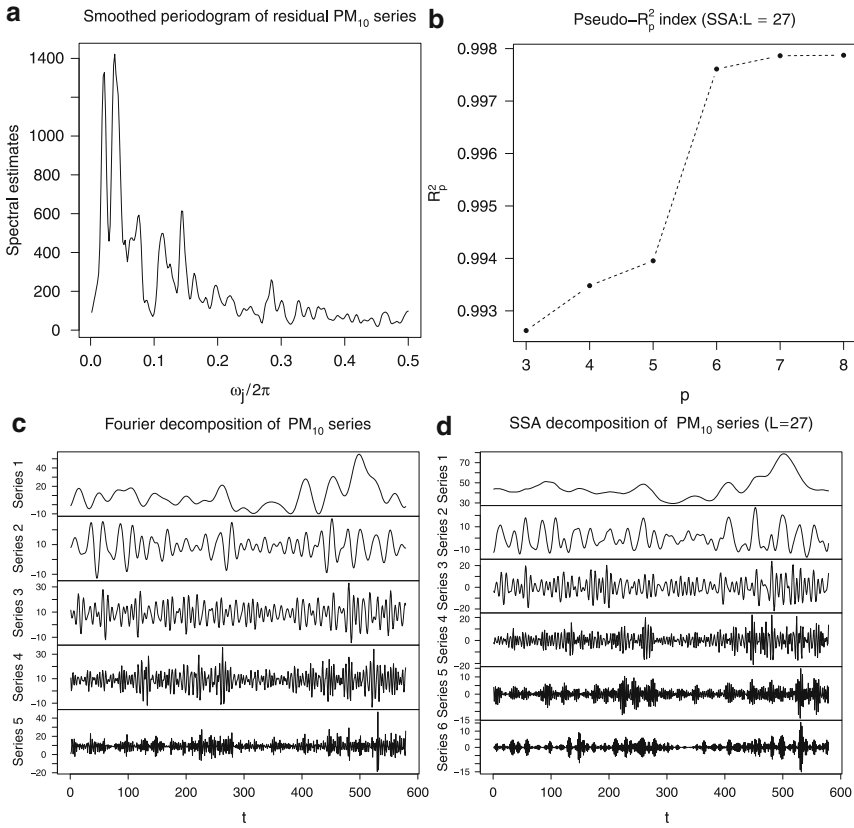 a
Smoothed periodogram of residual PM10 series
Spectral estimates
1400
1200
1000
800
600
400
200
0
0.0 0.1 0.2 0.3 0.4 0.5
ωj/2π
b
Pseudo–R²p index (SSA:L = 27)
R²p
0.998
0.997
0.996
0.995
0.994
0.993
3 4 5 6 7 8
p
c
Fourier decomposition of PM10 series
Series 1
40
20
−10
Series 2
10
−10
Series 3
30
10
−10
Series 4
30
10
−10
Series 5
40
20
0
−20
0 100 200 300 400 500 600
t
d
SSA decomposition of PM10 series (L=27)
Series 1
70
50
30
Series 2
20
−10
Series 3
20
0
−20
Series 4
20
0
−20
Series 5
10
0
−15
Series 6
10
0
−15
0 100 200 300 400 500 600
t